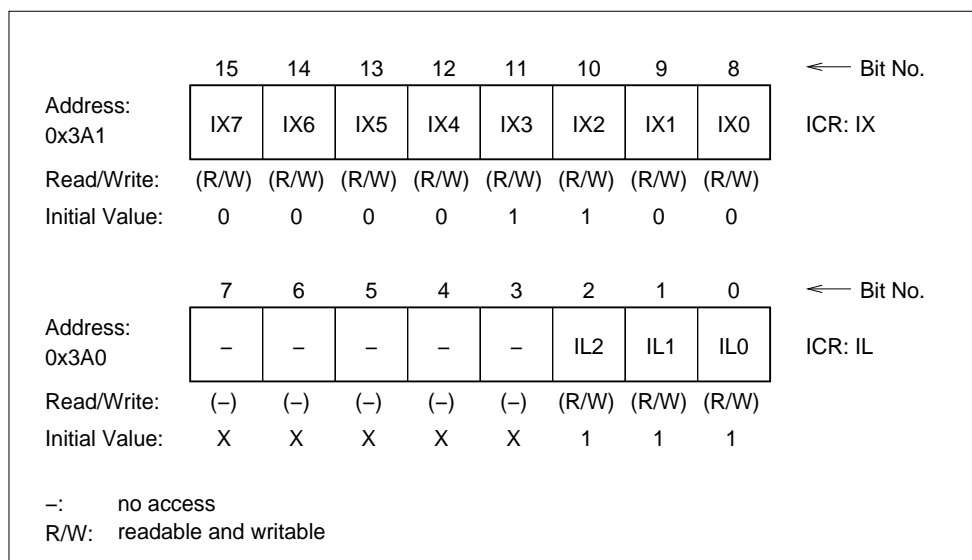 15 14 13 12 11 10 9 8 Bit No.
Address:
0x3A1 IX7 IX6 IX5 IX4 IX3 IX2 IX1 IX0 ICR: IX
Read/Write: (R/W) (R/W) (R/W) (R/W) (R/W) (R/W) (R/W) (R/W)
Initial Value: 0 0 0 0 1 1 0 0
7 6 5 4 3 2 1 0 Bit No.
Address:
0x3A0 – – – – – IL2 IL1 IL0 ICR: IL
Read/Write: (–) (–) (–) (–) (–) (R/W) (R/W) (R/W)
Initial Value: X X X X X 1 1 1
–: no access
R/W: readable and writable